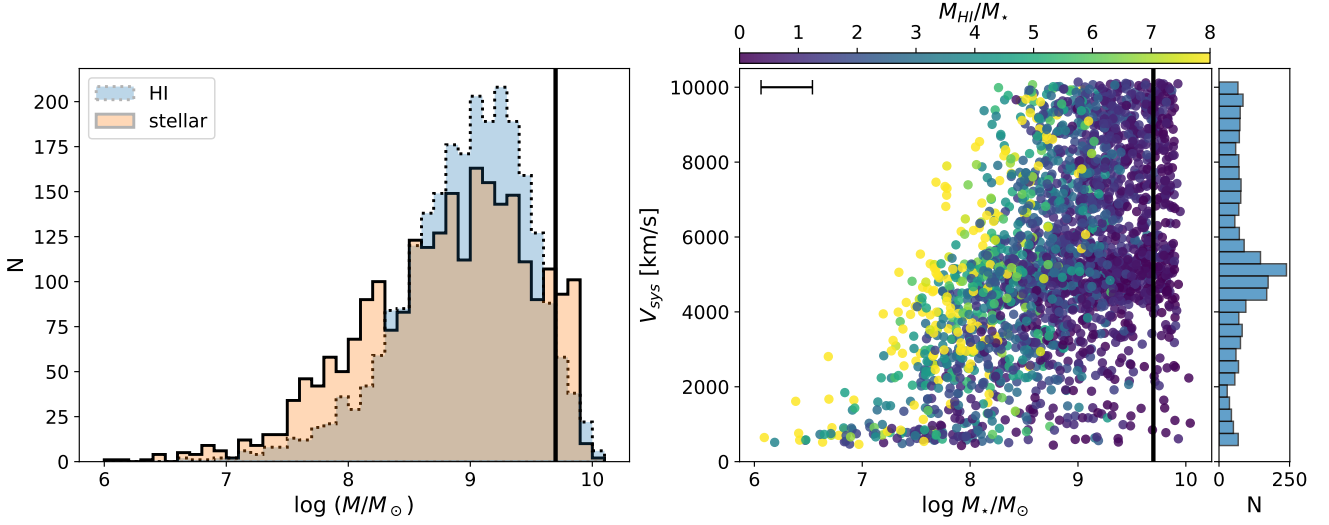 HI
stellar
N
0
25
50
75
100
125
150
175
200
6 7 8 9 10
log (M/M⊙)
M_HI/M⋆
0 1 2 3 4 5 6 7 8
V_sys [km/s]
10000
8000
6000
4000
2000
0
6 7 8 9 10
log M⋆/M⊙
0 250
N